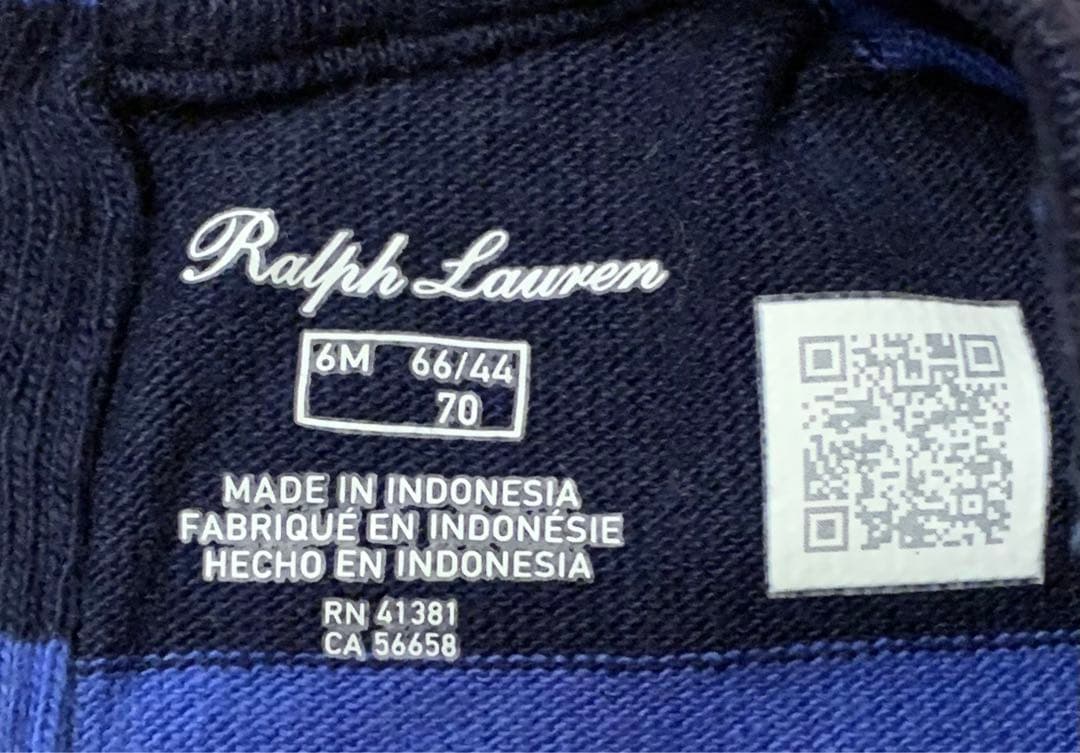 Ralph Lauren
6M 66/44
70
MADE IN INDONESIA
FABRIQUÉ EN INDONÉSIE
HECHO EN INDONESIA
RN 41381
CA 56658